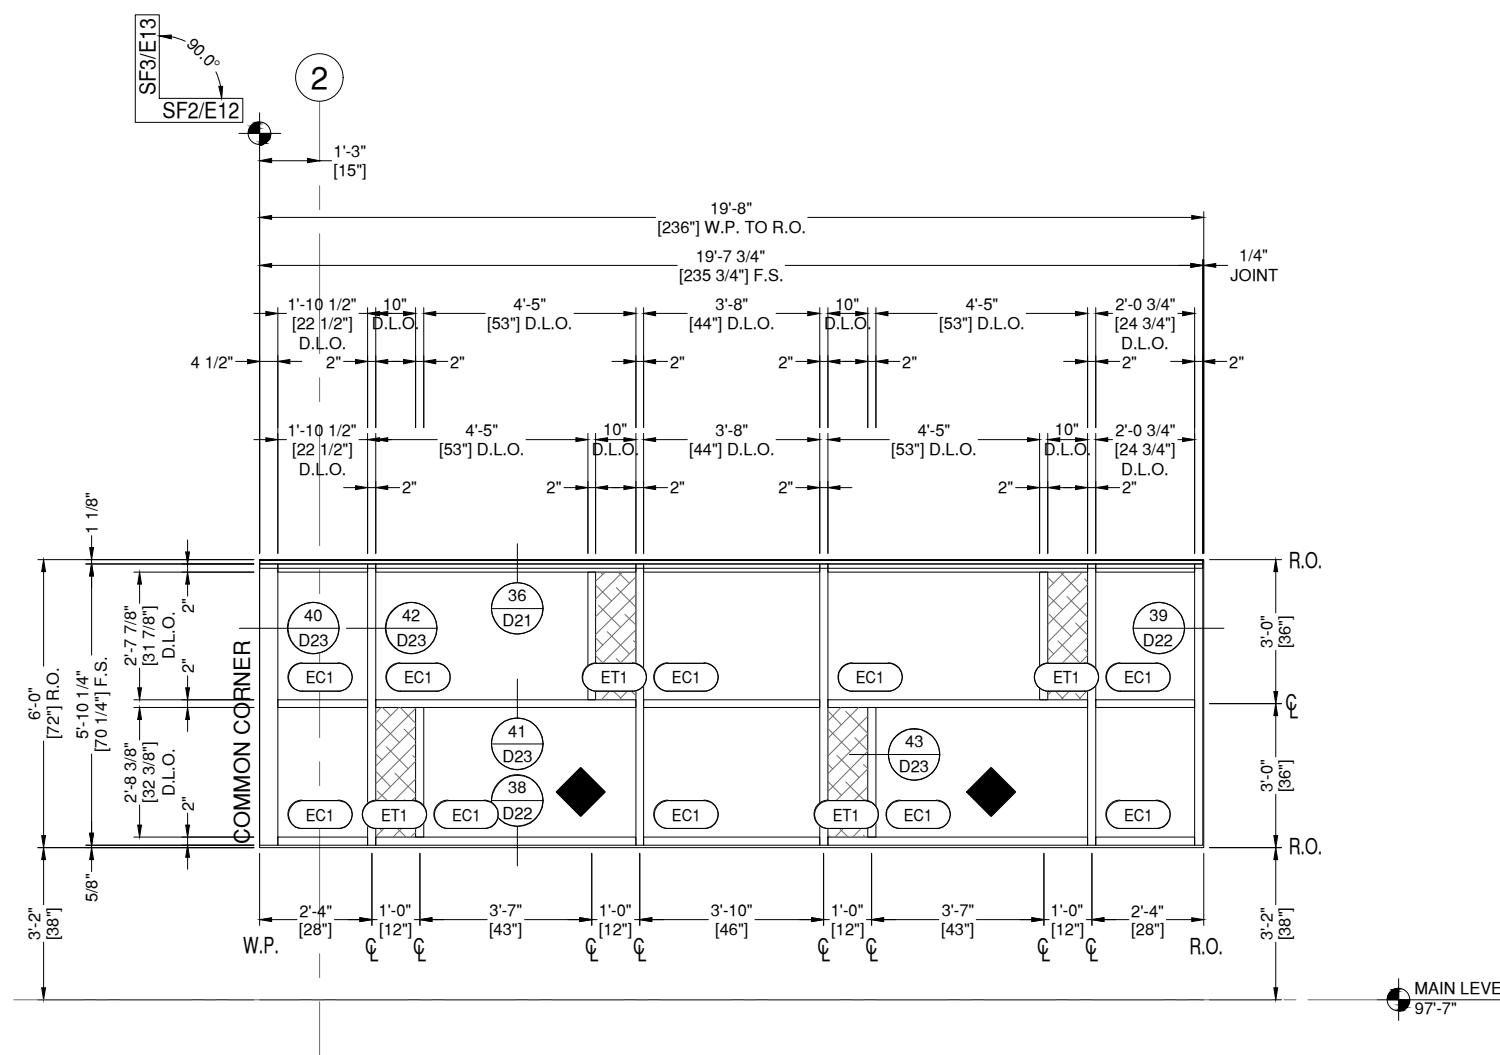 SF3/E13
90.0°
SF2/E12
2
1'-3"
[15"]
19'-8"
[236"] W.P. TO R.O.
19'-7 3/4"
[235 3/4"] F.S.
1/4"
JOINT
1'-10 1/2"
[22 1/2"]
D.L.O.
10"
D.L.O.
4'-5"
[53"] D.L.O.
3'-8"
[44"] D.L.O.
10"
D.L.O.
4'-5"
[53"] D.L.O.
2'-0 3/4"
[24 3/4"]
D.L.O.
4 1/2"
2"
2"
2"
2"
2"
2"
2"
1'-10 1/2"
[22 1/2"]
D.L.O.
4'-5"
[53"] D.L.O.
10"
D.L.O.
3'-8"
[44"] D.L.O.
4'-5"
[53"] D.L.O.
10"
D.L.O.
2'-0 3/4"
[24 3/4"]
D.L.O.
2"
2"
2"
2"
2"
2"
1 1/8"
6'-0"
[72"] R.O.
5'-10 1/4"
[70 1/4"] F.S.
2'-7 7/8"
[31 7/8"]
D.L.O.
2"
2"
2'-8 3/8"
[32 3/8"]
D.L.O.
2"
5/8"
3'-2"
[38"]
COMMON CORNER
40
D23
42
D23
36
D21
39
D22
EC1
EC1
ET1
EC1
EC1
ET1
EC1
41
D23
38
D22
43
D23
EC1
ET1
EC1
EC1
ET1
EC1
EC1
R.O.
3'-0"
[36"]
℄
3'-0"
[36"]
R.O.
3'-2"
[38"]
2'-4"
[28"]
1'-0"
[12"]
3'-7"
[43"]
1'-0"
[12"]
3'-10"
[46"]
1'-0"
[12"]
3'-7"
[43"]
1'-0"
[12"]
2'-4"
[28"]
W.P.
℄
℄
℄
℄
℄
℄
℄
℄
R.O.
MAIN LEVE
97'-7"